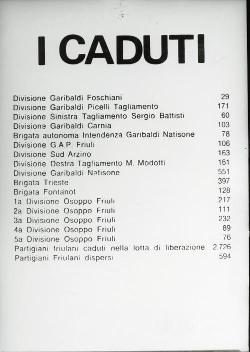 I CADUTI
Divisione Garibaldi Foschiani 29
Divisione Garibaldi Picelli Tagliamento 171
Divisione Sinistra Tagliamento Sergio Battisti 60
Divisione Garibaldi Carnia 103
Brigata autonoma Intendenza Garibaldi Natisone 78
Divisione G.A.P. Friuli 106
Divisione Sud Arzino 163
Divisione Destra Tagliamento M. Modotti 161
Divisione Garibaldi Natisone 551
Brigata Trieste 397
Brigata Fontanot 128
1a Divisione Osoppo Friuli 217
2a Divisione Osoppo Friuli 111
3a Divisione Osoppo Friuli 232
4a Divisione Osoppo Friuli 89
5a Divisione Osoppo Friuli 76
Partigiani friulani caduti nella lotta di liberazione 2.726
Partigiani Friulani dispersi 594